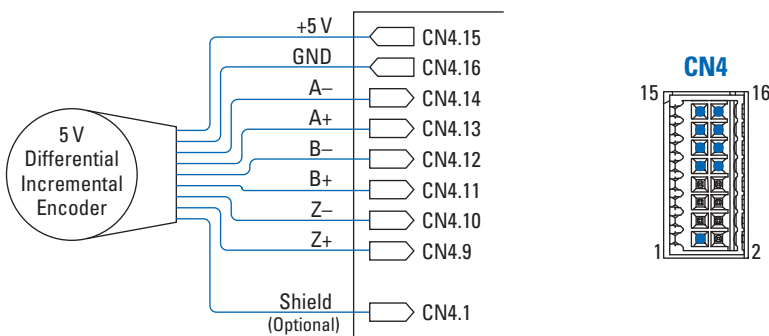 +5 V CN4.15
GND CN4.16
A– CN4.14
A+ CN4.13
B– CN4.12
B+ CN4.11
Z– CN4.10
Z+ CN4.9
Shield CN4.1
(Optional)
5 V
Differential
Incremental
Encoder
CN4
15 16
1 2